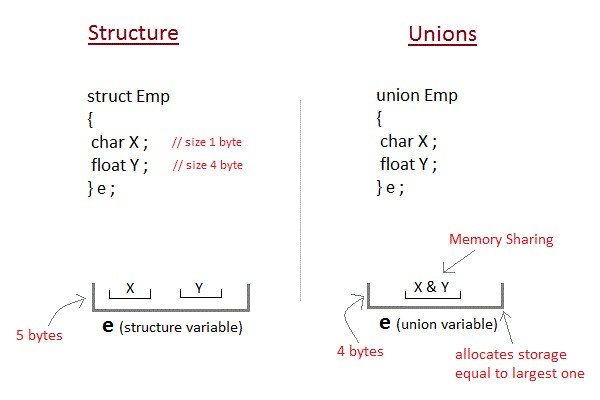 Structure
struct Emp
{
char X ; // size 1 byte
float Y ; // size 4 byte
} e ;
X Y
e (structure variable)
5 bytes
Unions
union Emp
{
char X ;
float Y ;
} e ;
Memory Sharing
X & Y
e (union variable)
4 bytes
allocates storage
equal to largest one